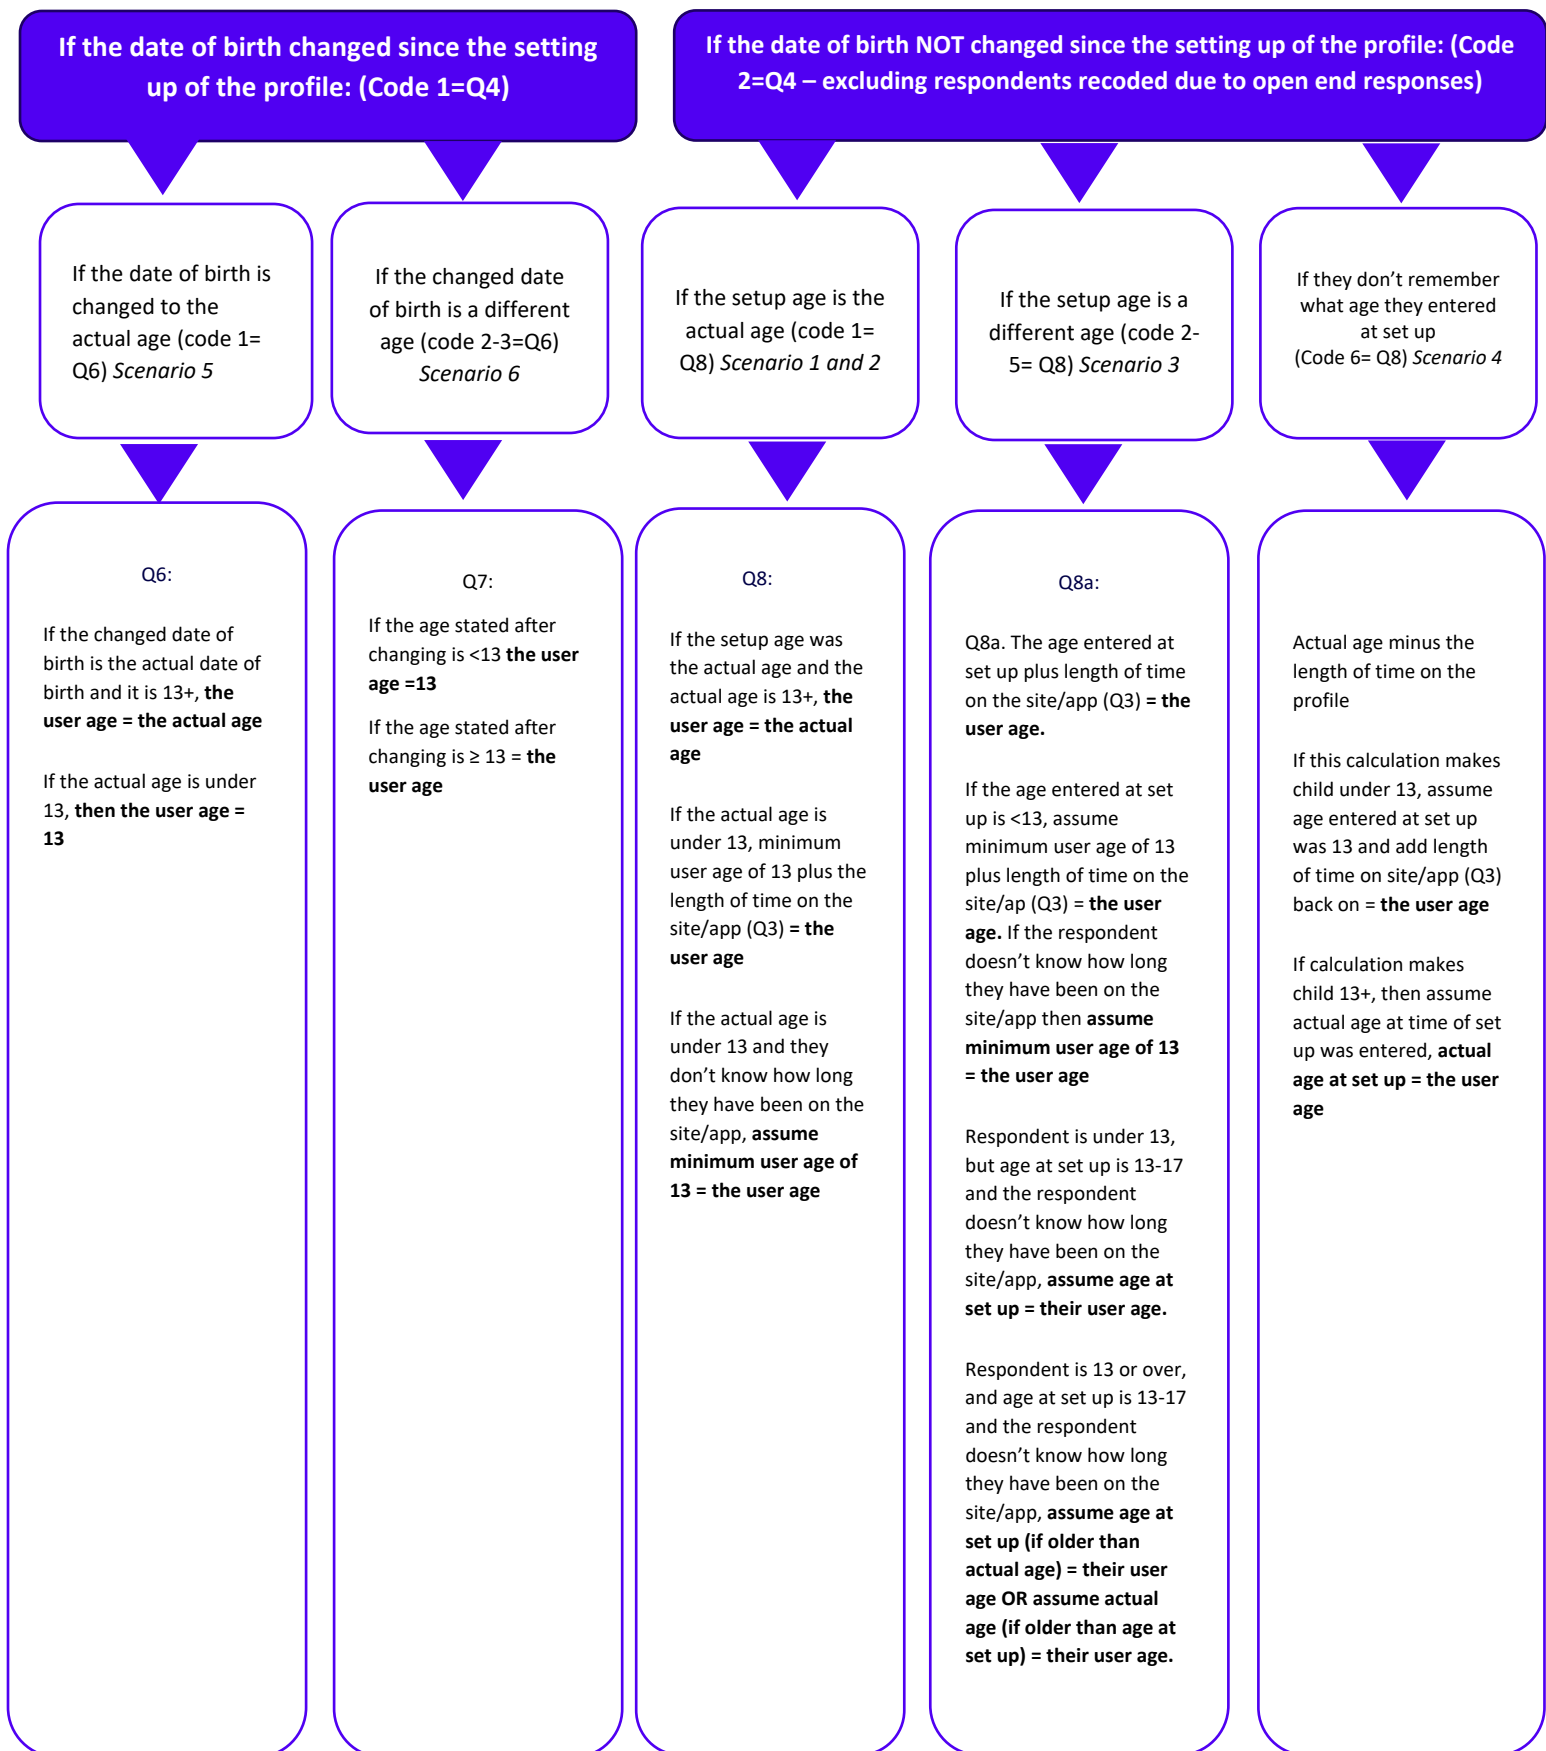 If the date of birth changed since the setting
up of the profile: (Code 1=Q4)
If the date of birth NOT changed since the setting up of the profile: (Code
2=Q4 – excluding respondents recoded due to open end responses)
If the date of birth is
changed to the
actual age (code 1=
Q6) Scenario 5
If the changed date
of birth is a different
age (code 2-3=Q6)
Scenario 6
If the setup age is the
actual age (code 1=
Q8) Scenario 1 and 2
If the setup age is a
different age (code 2-
5= Q8) Scenario 3
If they don’t remember
what age they entered
at set up
(Code 6= Q8) Scenario 4
Q6:
If the changed date of
birth is the actual date of
birth and it is 13+, the
user age = the actual age
If the actual age is under
13, then the user age =
13
Q7:
If the age stated after
changing is <13 the user
age =13
If the age stated after
changing is ≥ 13 = the
user age
Q8:
If the setup age was
the actual age and the
actual age is 13+, the
user age = the actual
age
If the actual age is
under 13, minimum
user age of 13 plus the
length of time on the
site/app (Q3) = the
user age
If the actual age is
under 13 and they
don’t know how long
they have been on the
site/app, assume
minimum user age of
13 = the user age
Q8a:
Q8a. The age entered at
set up plus length of time
on the site/app (Q3) = the
user age.
If the age entered at set
up is <13, assume
minimum user age of 13
plus length of time on the
site/ap (Q3) = the user
age. If the respondent
doesn’t know how long
they have been on the
site/app then assume
minimum user age of 13
= the user age
Respondent is under 13,
but age at set up is 13-17
and the respondent
doesn’t know how long
they have been on the
site/app, assume age at
set up = their user age.
Respondent is 13 or over,
and age at set up is 13-17
and the respondent
doesn’t know how long
they have been on the
site/app, assume age at
set up (if older than
actual age) = their user
age OR assume actual
age (if older than age at
set up) = their user age.
Actual age minus the
length of time on the
profile
If this calculation makes
child under 13, assume
age entered at set up
was 13 and add length
of time on site/app (Q3)
back on = the user age
If calculation makes
child 13+, then assume
actual age at time of set
up was entered, actual
age at set up = the user
age